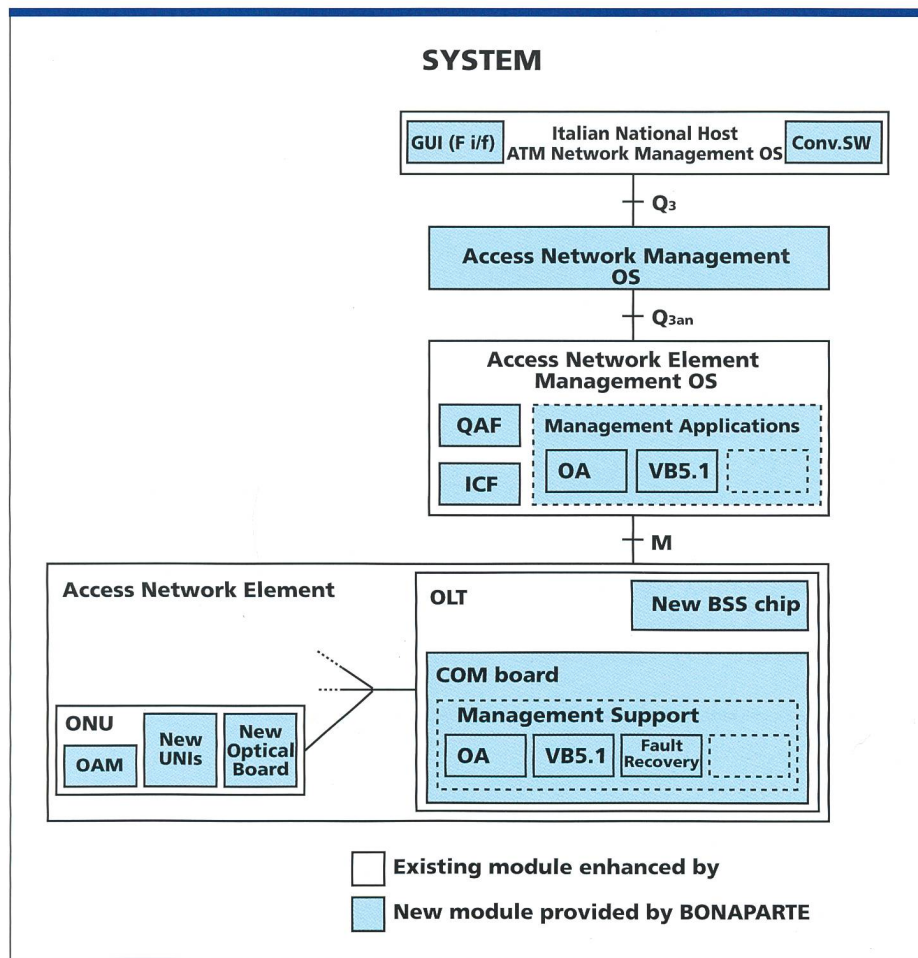 SYSTEM
GUI (F i/f)
Italian National Host
ATM Network Management OS
Conv.SW
Q3
Access Network Management
OS
Q3an
Access Network Element
Management OS
QAF
ICF
Management Applications
OA
VB5.1
M
Access Network Element
OLT
New BSS chip
COM board
Management Support
OA
VB5.1
Fault
Recovery
ONU
OAM
New
UNIs
New
Optical
Board
Existing module enhanced by
New module provided by BONAPARTE